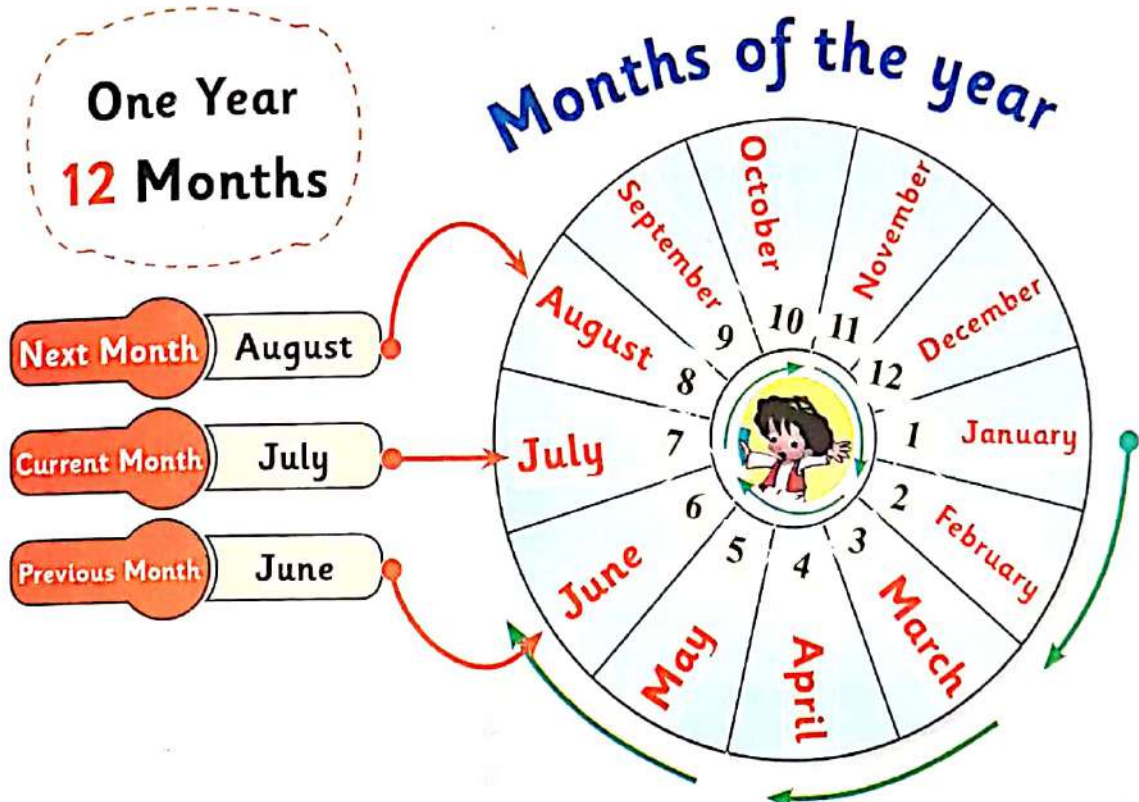 One Year
12 Months
Months of the year
Next Month
August
Current Month
July
Previous Month
June
1 January
2 February
3 March
4 April
5 May
6 June
7 July
8 August
9 September
10 October
11 November
12 December